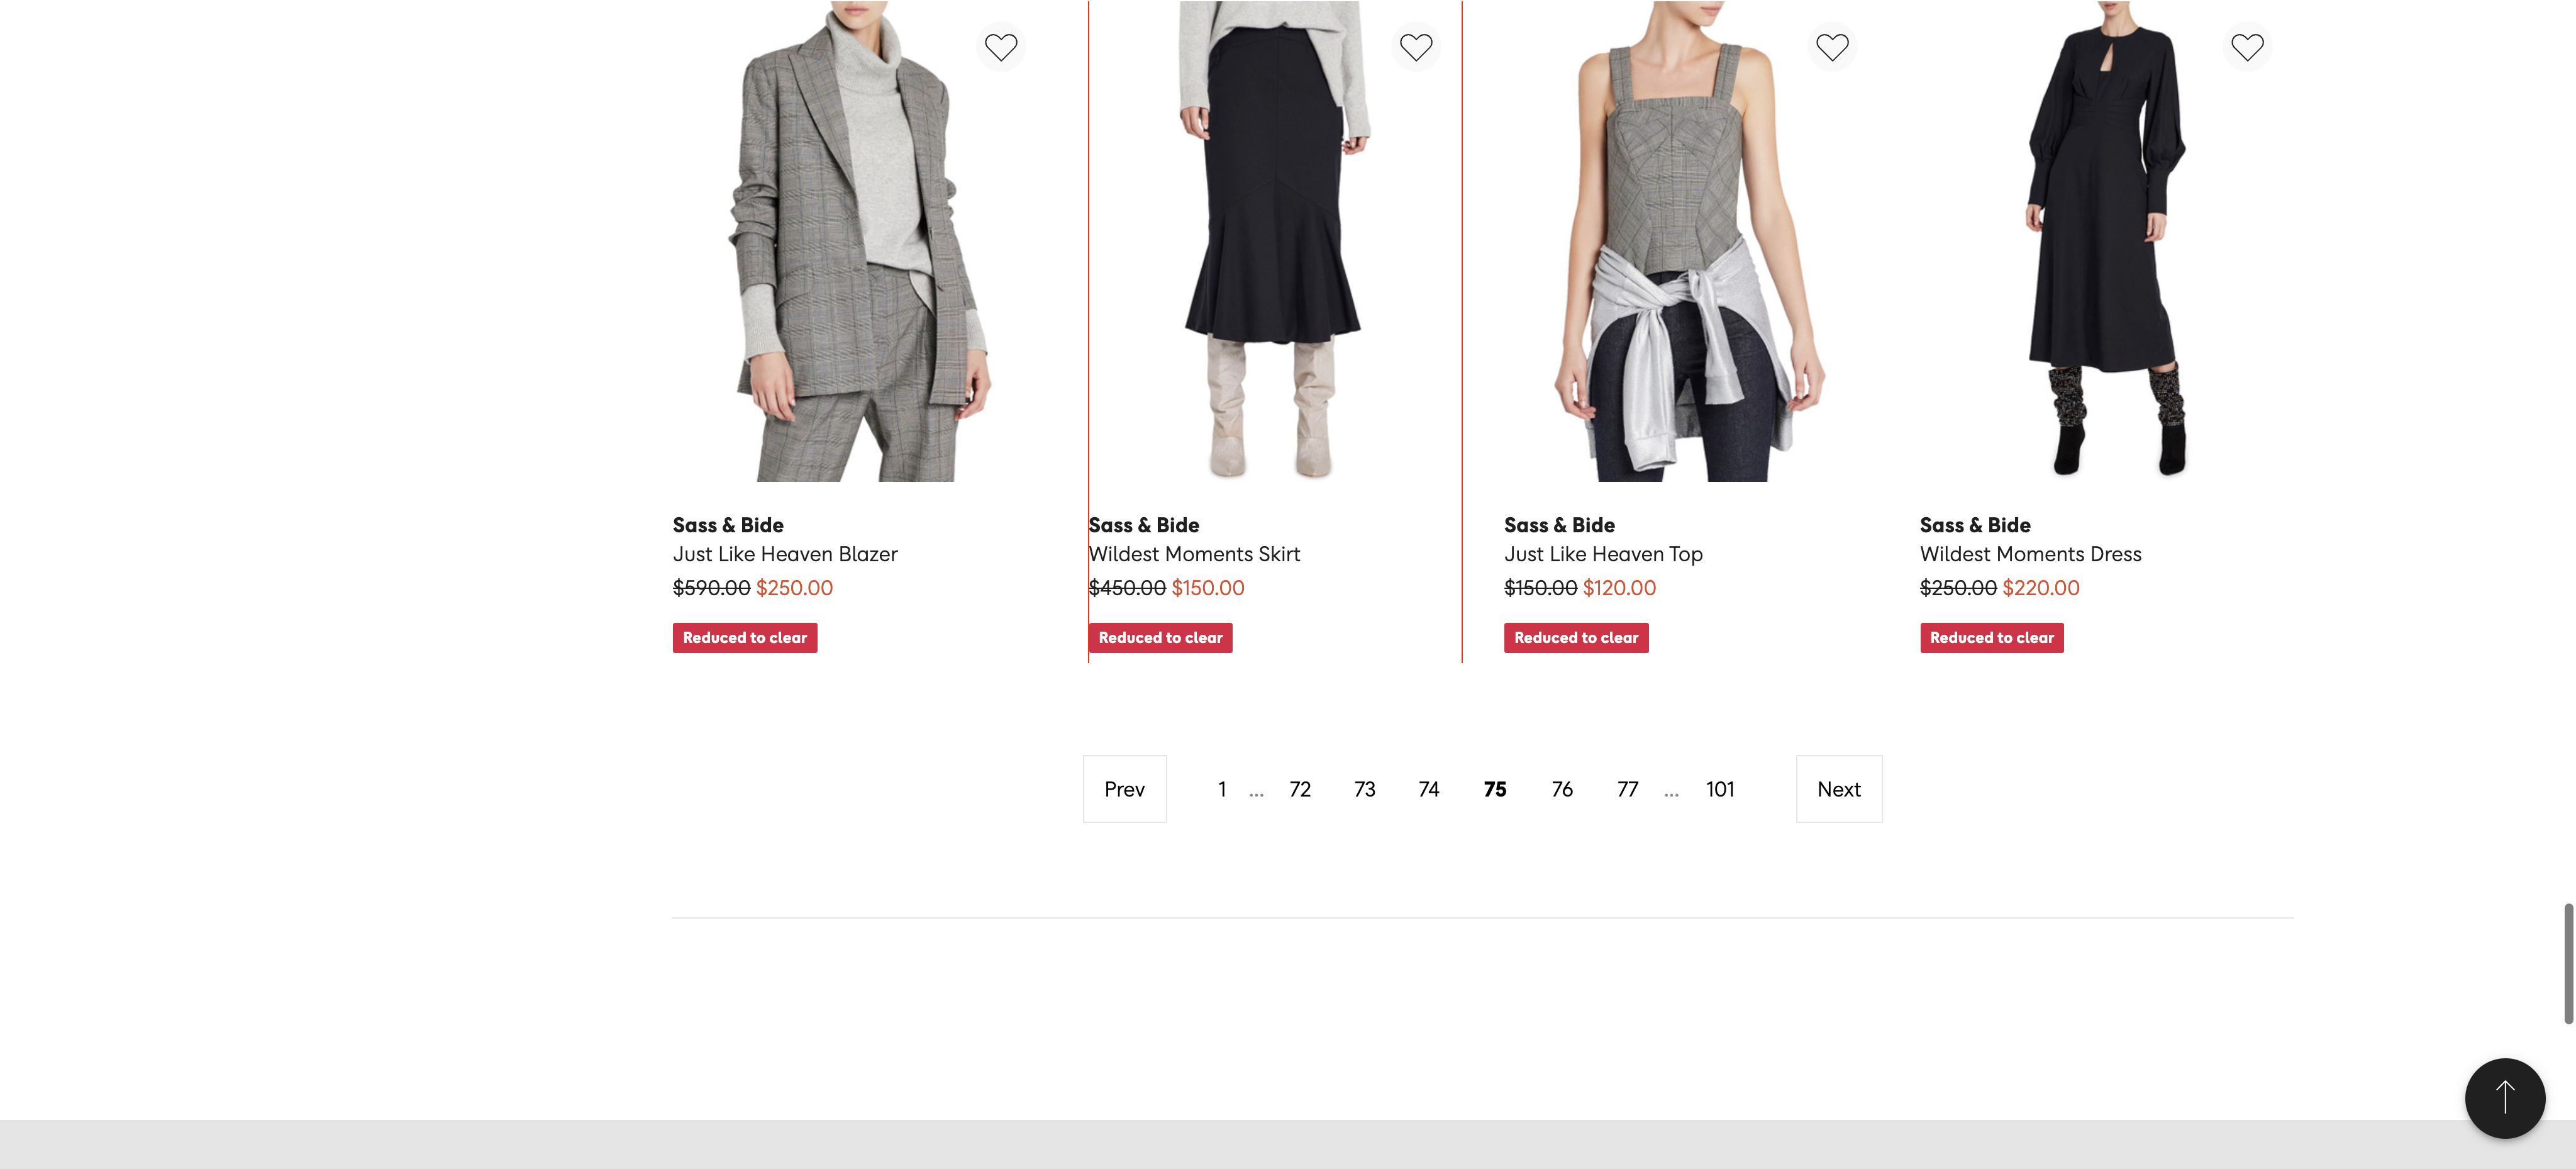 Sass & Bide
Just Like Heaven Blazer
$590.00 $250.00
Reduced to clear
Sass & Bide
Wildest Moments Skirt
$450.00 $150.00
Reduced to clear
Sass & Bide
Just Like Heaven Top
$150.00 $120.00
Reduced to clear
Sass & Bide
Wildest Moments Dress
$250.00 $220.00
Reduced to clear
Prev 1 ... 72 73 74 75 76 77 ... 101 Next